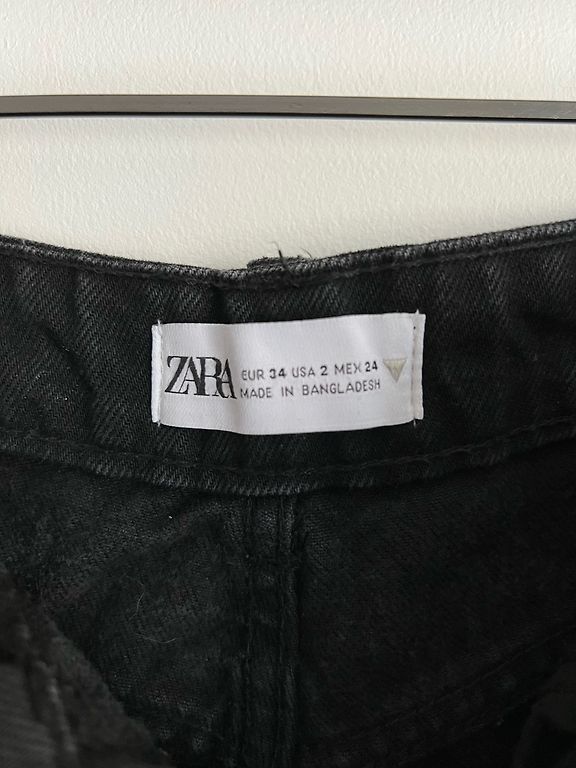 ZARA
EUR 34 USA 2 MEX 24
MADE IN BANGLADESH